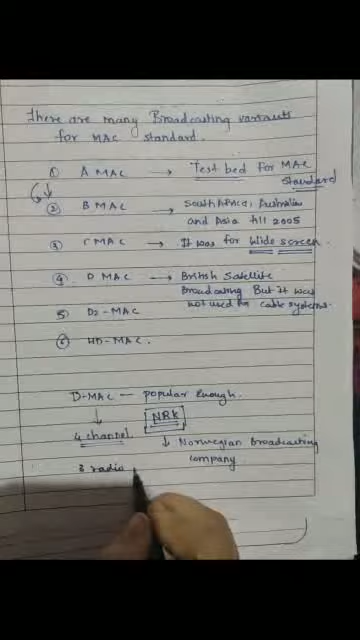 There are many Broadcasting variants
for MAC standard.
① A MAC → Test bed for MAC
standard
② B MAC → South Africa, Australia
and Asia till 2005
③ C MAC → It was for wide screen.
④ D MAC → British Satellite
Broadcasting But it was
not used for cable systems.
5) D2-MAC
⑥ HD-MAC.
D-MAC — popular enough.
↓ NRK
4 channel ↓ Norwegian Broadcasting
company
3 radio